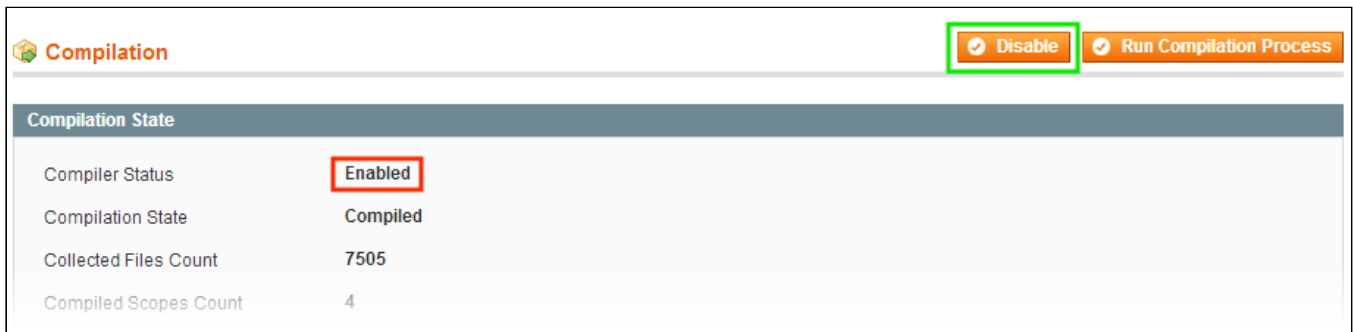 Compilation
Disable
Run Compilation Process
Compilation State
Compiler Status Enabled
Compilation State Compiled
Collected Files Count 7505
Compiled Scopes Count 4